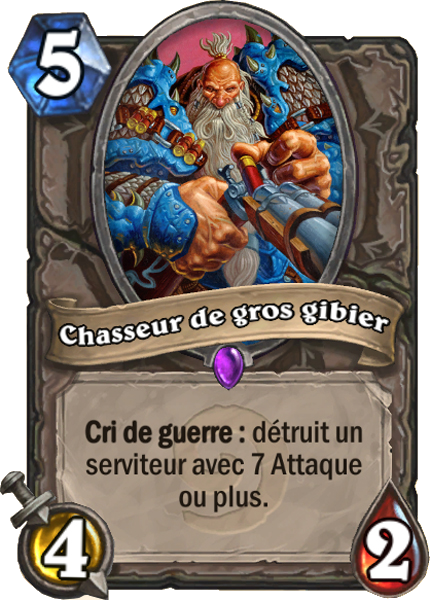 5
Chasseur de gros gibier
Cri de guerre : détruit un
serviteur avec 7 Attaque
ou plus.
4
2